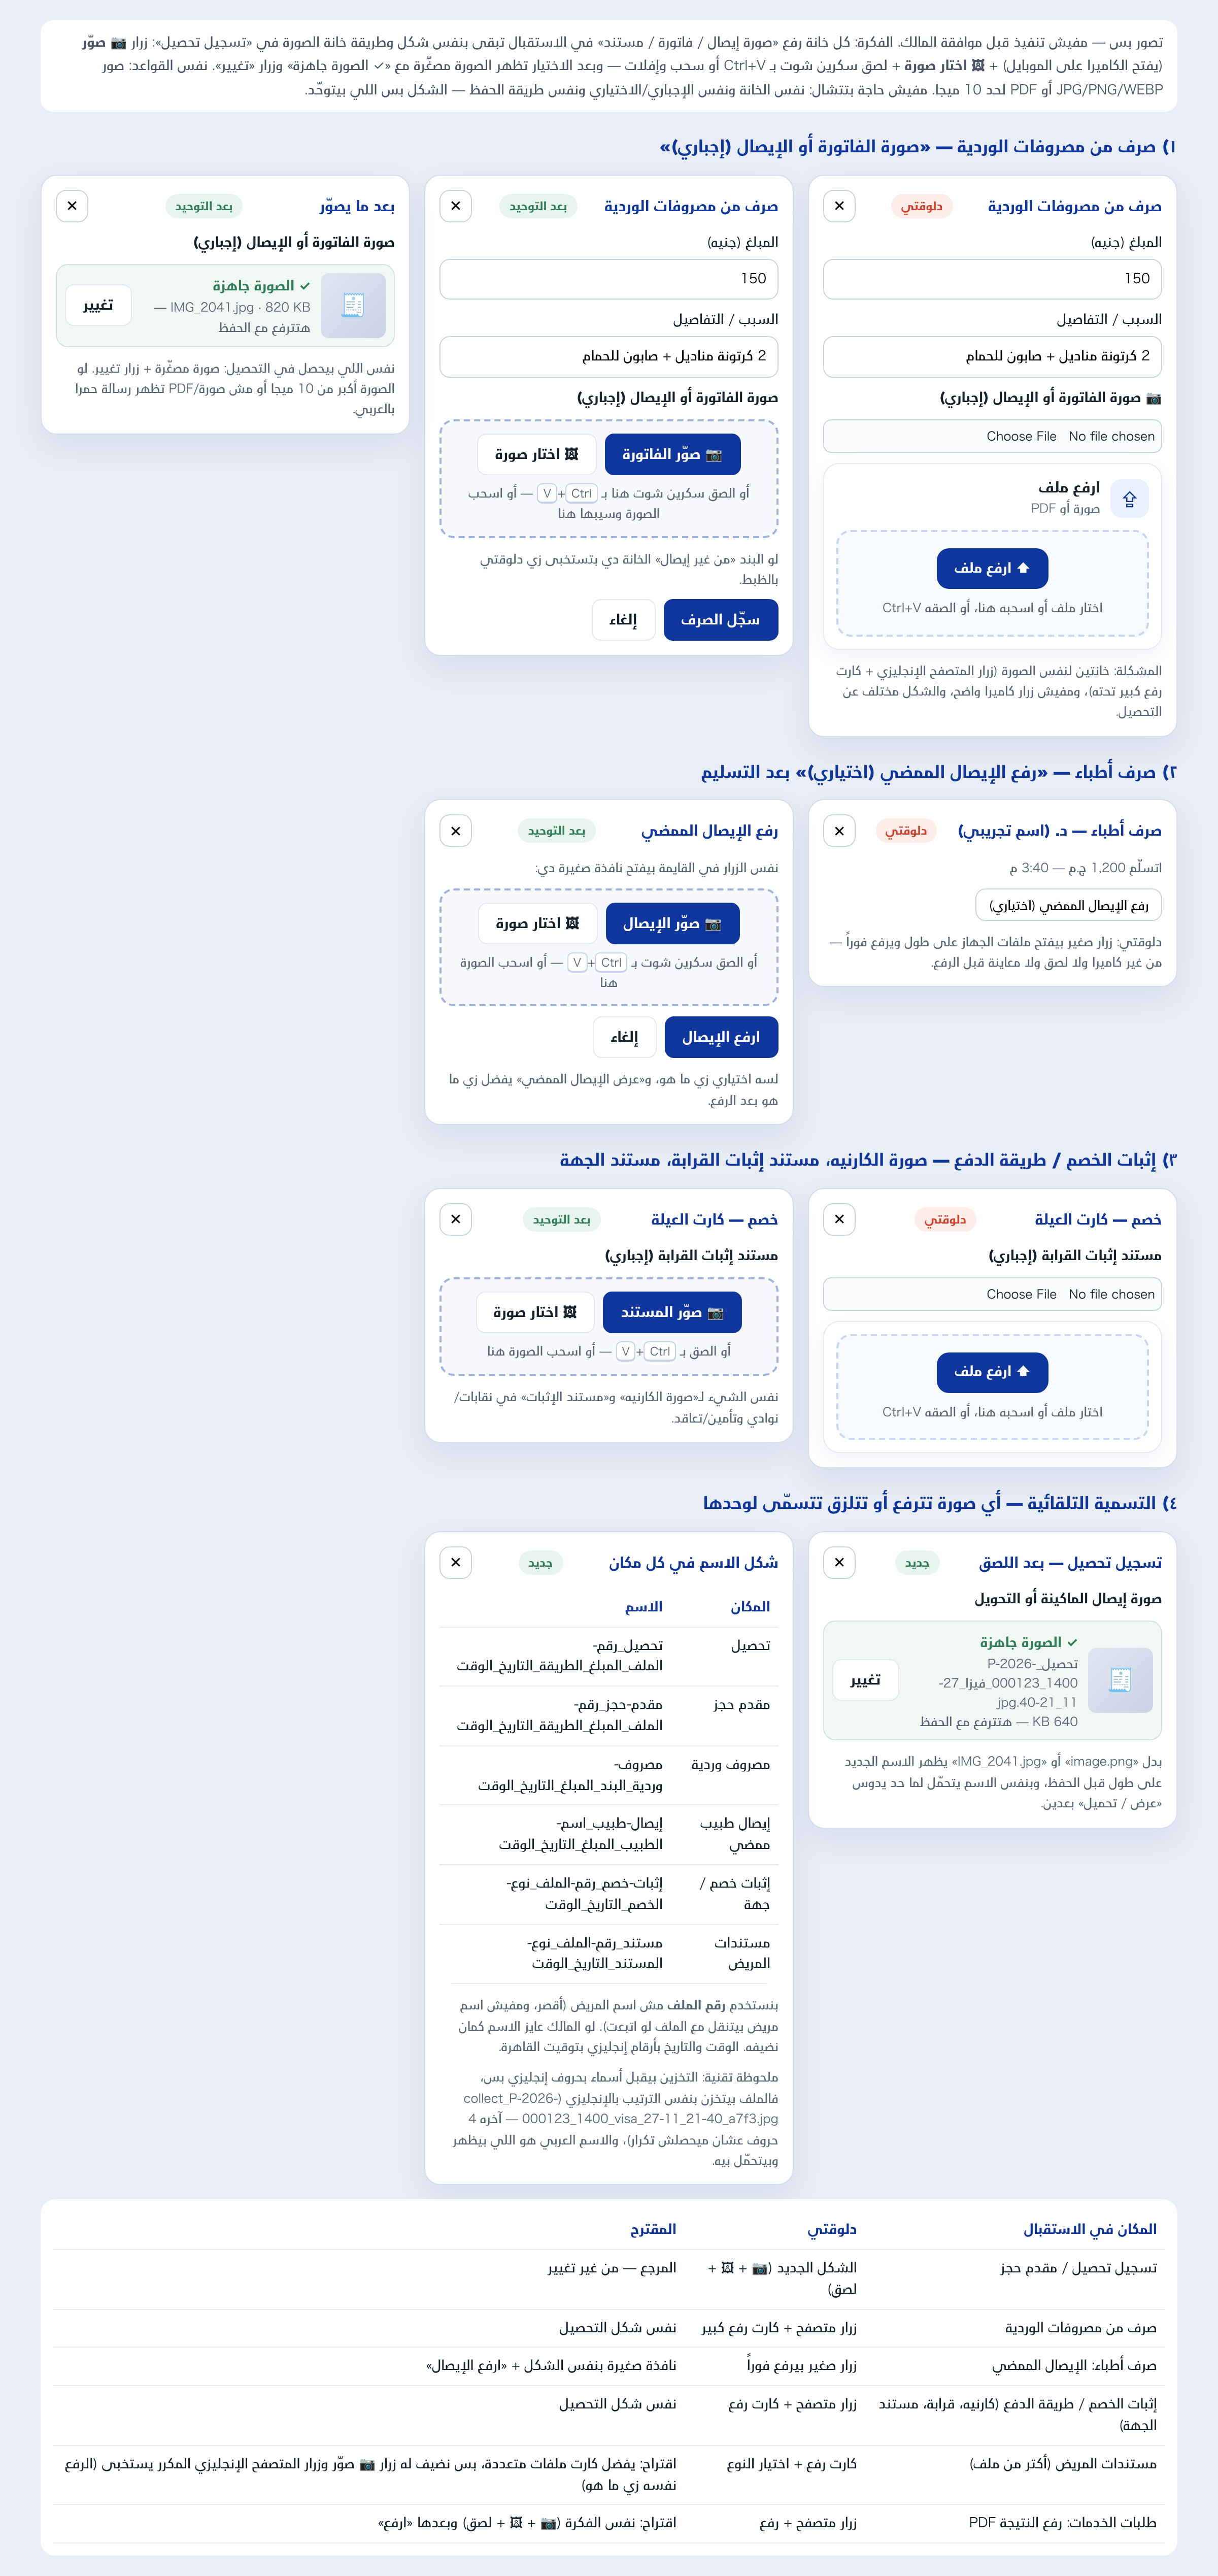 تصور بس — مفيش تنفيذ قبل موافقة المالك. الفكرة: كل خانة رفع «صورة إيصال / فاتورة / مستند» في الاستقبال تبقى بنفس شكل وطريقة خانة الصورة في «تسجيل تحصيل»: زرار 📷 صوّر
(يفتح الكاميرا على الموبايل) + 🖼 اختار صورة + لصق سكرين شوت بـ Ctrl+V أو سحب وإفلات — وبعد الاختيار تظهر الصورة مصغّرة مع «✓ الصورة جاهزة» وزرار «تغيير». نفس القواعد: صور
JPG/PNG/WEBP أو PDF لحد 10 ميجا. مفيش حاجة بتتشال: نفس الخانة ونفس الإجباري/الاختياري ونفس طريقة الحفظ — الشكل بس اللي بيتوحّد.
١) صرف من مصروفات الوردية — «صورة الفاتورة أو الإيصال (إجباري)»
صرف من مصروفات الوردية
دلوقتي
✕
المبلغ (جنيه)
150
السبب / التفاصيل
2 كرتونة مناديل + صابون للحمام
📷 صورة الفاتورة أو الإيصال (إجباري)
Choose File No file chosen
ارفع ملف
صورة أو PDF
⬆ ارفع ملف
اختار ملف أو اسحبه هنا، أو الصقه Ctrl+V
المشكلة: خانتين لنفس الصورة (زرار المتصفح الإنجليزي + كارت
رفع كبير تحته)، ومفيش زرار كاميرا واضح، والشكل مختلف عن
التحصيل.
صرف من مصروفات الوردية
بعد التوحيد
✕
المبلغ (جنيه)
150
السبب / التفاصيل
2 كرتونة مناديل + صابون للحمام
صورة الفاتورة أو الإيصال (إجباري)
📷 صوّر الفاتورة
🖼 اختار صورة
أو الصق سكرين شوت هنا بـ Ctrl+V — أو اسحب
الصورة وسيبها هنا
لو البند «من غير إيصال» الخانة دي بتستخبى زي دلوقتي
بالظبط.
سجّل الصرف
إلغاء
بعد ما يصوّر
بعد التوحيد
✕
صورة الفاتورة أو الإيصال (إجباري)
✓ الصورة جاهزة
IMG_2041.jpg · 820 KB —
هتترفع مع الحفظ
تغيير
نفس اللي بيحصل في التحصيل: صورة مصغّرة + زرار تغيير. لو
الصورة أكبر من 10 ميجا أو مش صورة/PDF تظهر رسالة حمرا
بالعربي.
٢) صرف أطباء — «رفع الإيصال الممضي (اختياري)» بعد التسليم
صرف أطباء — د. (اسم تجريبي)
دلوقتي
✕
اتسلّم 1,200 ج.م — 3:40 م
رفع الإيصال الممضي (اختياري)
دلوقتي: زرار صغير بيفتح ملفات الجهاز على طول ويرفع فوراً —
من غير كاميرا ولا لصق ولا معاينة قبل الرفع.
رفع الإيصال الممضي
بعد التوحيد
✕
نفس الزرار في القايمة بيفتح نافذة صغيرة دي:
📷 صوّر الإيصال
🖼 اختار صورة
أو الصق سكرين شوت بـ Ctrl+V — أو اسحب الصورة
هنا
ارفع الإيصال
إلغاء
لسه اختياري زي ما هو، و«عرض الإيصال الممضي» يفضل زي ما
هو بعد الرفع.
٣) إثبات الخصم / طريقة الدفع — صورة الكارنيه، مستند إثبات القرابة، مستند الجهة
خصم — كارت العيلة
دلوقتي
✕
مستند إثبات القرابة (إجباري)
Choose File No file chosen
⬆ ارفع ملف
اختار ملف أو اسحبه هنا، أو الصقه Ctrl+V
خصم — كارت العيلة
بعد التوحيد
✕
مستند إثبات القرابة (إجباري)
📷 صوّر المستند
🖼 اختار صورة
أو الصق بـ Ctrl+V — أو اسحب الصورة هنا
نفس الشيء لـ«صورة الكارنيه» و«مستند الإثبات» في نقابات/
نوادي وتأمين/تعاقد.
٤) التسمية التلقائية — أي صورة تترفع أو تتلزق تتسمّى لوحدها
تسجيل تحصيل — بعد اللصق
جديد
✕
صورة إيصال الماكينة أو التحويل
✓ الصورة جاهزة
تحصيل_P-2026-
000123_1400_فيزا_27-
11_21-40.jpg
640 KB — هتترفع مع الحفظ
تغيير
بدل «image.png» أو «IMG_2041.jpg» يظهر الاسم الجديد
على طول قبل الحفظ، وبنفس الاسم يتحمّل لما حد يدوس
«عرض / تحميل» بعدين.
شكل الاسم في كل مكان
جديد
✕
المكان الاسم
تحصيل تحصيل_رقم-
الملف_المبلغ_الطريقة_التاريخ_الوقت
مقدم حجز مقدم-حجز_رقم-
الملف_المبلغ_الطريقة_التاريخ_الوقت
مصروف وردية مصروف-
وردية_البند_المبلغ_التاريخ_الوقت
إيصال طبيب إيصال-طبيب_اسم-
ممضي الطبيب_المبلغ_التاريخ_الوقت
إثبات خصم / إثبات-خصم_رقم-الملف_نوع-
جهة الخصم_التاريخ_الوقت
مستندات مستند_رقم-الملف_نوع-
المريض المستند_التاريخ_الوقت
بنستخدم رقم الملف مش اسم المريض (أقصر، ومفيش اسم
مريض بيتنقل مع الملف لو اتبعت). لو المالك عايز الاسم كمان
نضيفه. الوقت والتاريخ بأرقام إنجليزي بتوقيت القاهرة.
ملحوظة تقنية: التخزين بيقبل أسماء بحروف إنجليزي بس،
فالملف بيتخزن بنفس الترتيب بالإنجليزي (collect_P-2026-
000123_1400_visa_27-11_21-40_a7f3.jpg — آخره 4
حروف عشان ميحصلش تكرار)، والاسم العربي هو اللي بيظهر
وبيتحمّل بيه.
المكان في الاستقبال دلوقتي المقترح
تسجيل تحصيل / مقدم حجز الشكل الجديد (📷 + 🖼 + المرجع — من غير تغيير
لصق)
صرف من مصروفات الوردية زرار متصفح + كارت رفع كبير نفس شكل التحصيل
صرف أطباء: الإيصال الممضي زرار صغير بيرفع فوراً نافذة صغيرة بنفس الشكل + «ارفع الإيصال»
إثبات الخصم / طريقة الدفع (كارنيه، قرابة، مستند زرار متصفح + كارت رفع نفس شكل التحصيل
الجهة)
مستندات المريض (أكتر من ملف) كارت رفع + اختيار النوع اقتراح: يفضل كارت ملفات متعددة، بس نضيف له زرار 📷 صوّر وزرار المتصفح الإنجليزي المكرر يستخبى (الرفع
نفسه زي ما هو)
طلبات الخدمات: رفع النتيجة PDF زرار متصفح + رفع اقتراح: نفس الفكرة (📷 + 🖼 + لصق) وبعدها «ارفع»